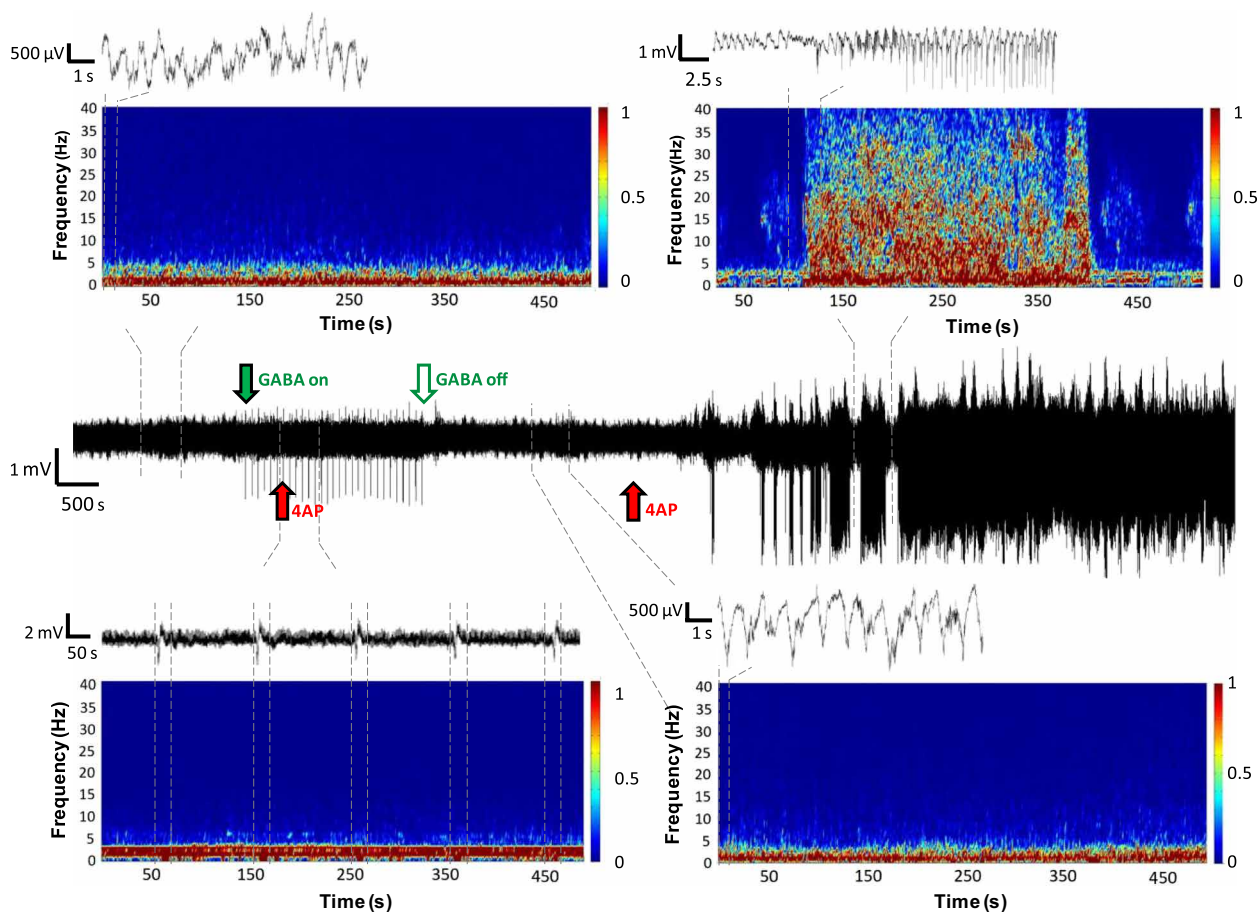 500 µV
1 s
40
35
30
25
20
15
10
5
0
Frequency (Hz)
50 150 250 350 450
Time (s)
1
0.5
0
1 mV
2.5 s
40
35
30
25
20
15
10
5
0
Frequency(Hz)
50 150 250 350 450
Time (s)
1
0.5
0
GABA on
GABA off
1 mV
500 s
4AP
4AP
2 mV
50 s
40
35
30
25
20
15
10
5
0
Frequency (Hz)
50 150 250 350 450
Time (s)
1
0.5
0
500 µV
1 s
40
35
30
25
20
15
10
5
0
Frequency (Hz)
50 150 250 350 450
Time (s)
1
0.5
0